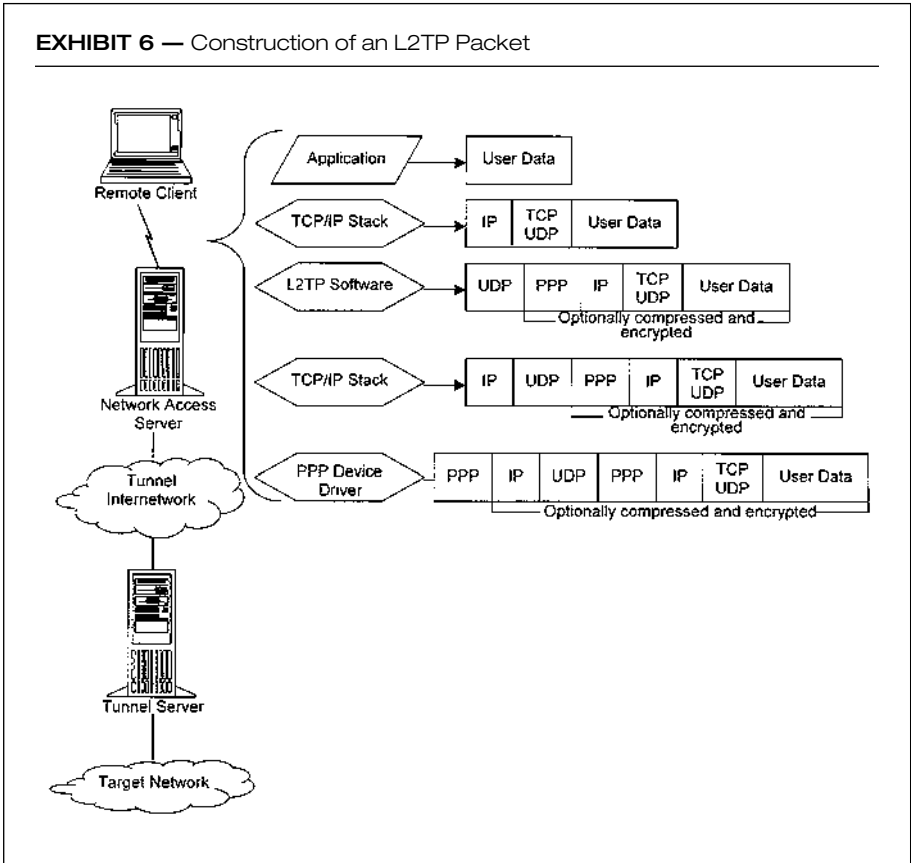 EXHIBIT 6 — Construction of an L2TP Packet
Remote Client
Network Access
Server
Tunnel
Internetwork
Tunnel Server
Target Network
Application
User Data
TCP/IP Stack
IP
TCP
UDP
User Data
L2TP Software
UDP
PPP
IP
TCP
UDP
User Data
Optionally compressed and
encrypted
TCP/IP Stack
IP
UDP
PPP
IP
TCP
UDP
User Data
Optionally compressed and
encrypted
PPP Device
Driver
PPP
IP
UDP
PPP
IP
TCP
UDP
User Data
Optionally compressed and encrypted